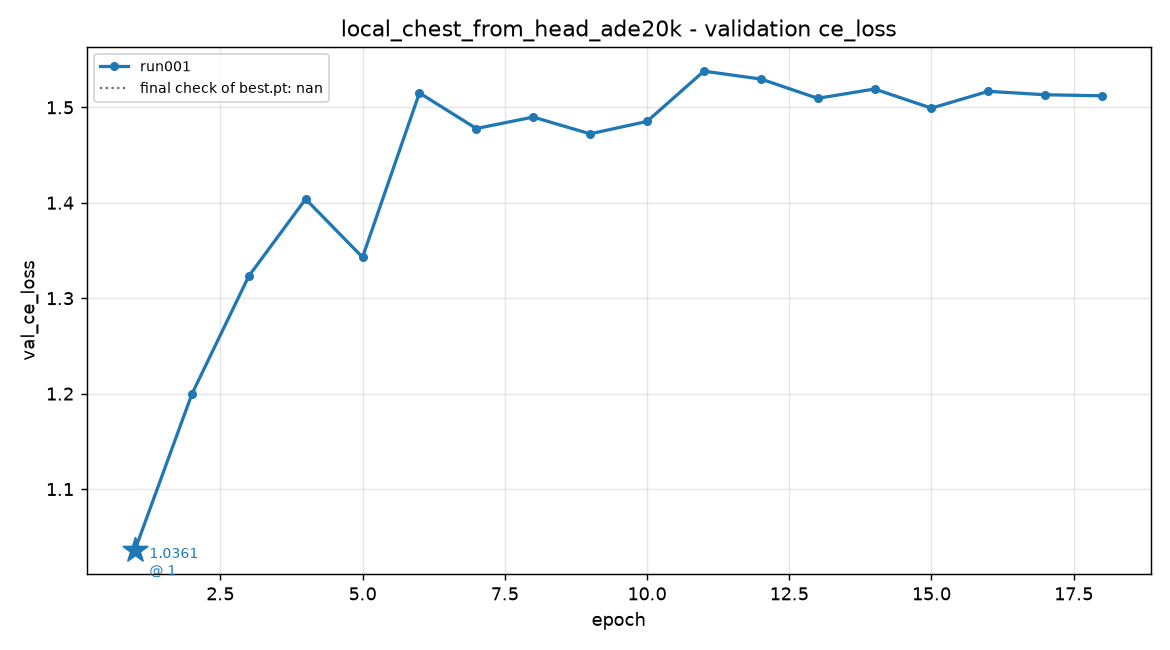 local_chest_from_head_ade20k - validation ce_loss
run001
final check of best.pt: nan
1.5
1.4
1.3
1.2
1.1
val_ce_loss
1.0361
@ 1
2.5 5.0 7.5 10.0 12.5 15.0 17.5
epoch